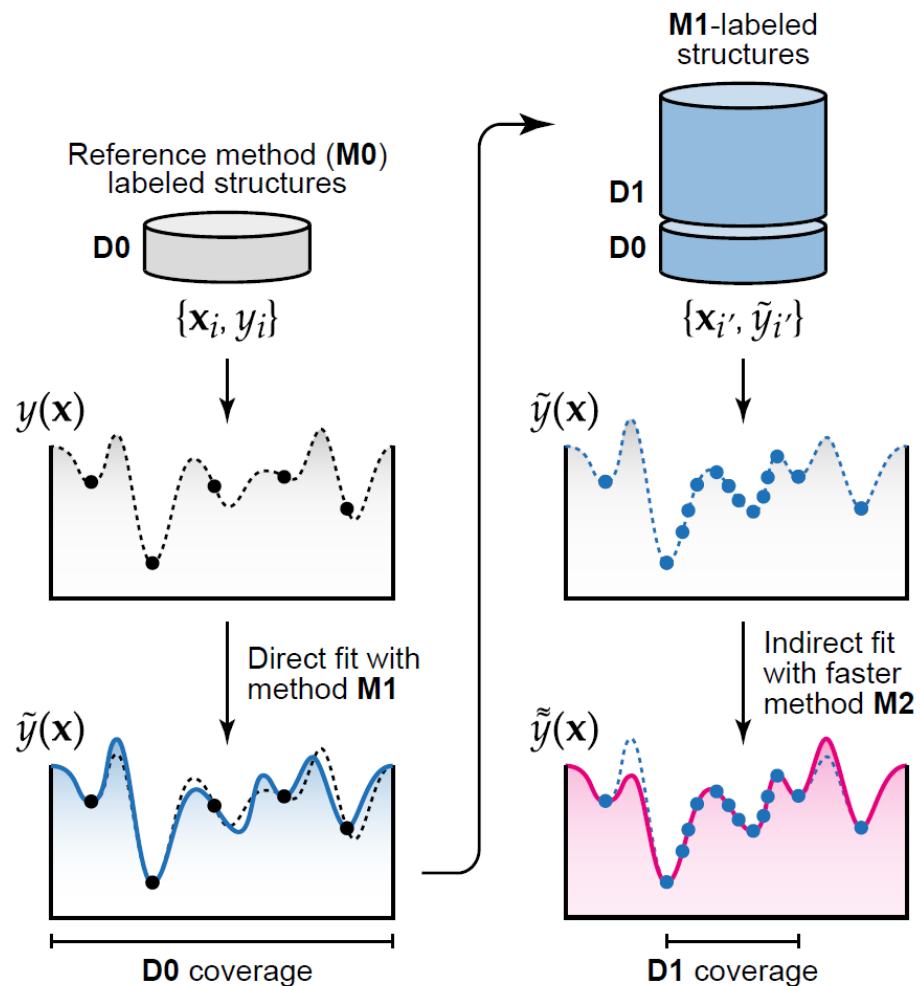 Reference method (M0)
labeled structures
D0
{𝐱ᵢ, yᵢ}
y(𝐱)
Direct fit with
method M1
ỹ(𝐱)
D0 coverage
M1-labeled
structures
D1
D0
{𝐱ᵢ′, ỹᵢ′}
ỹ(𝐱)
Indirect fit
with faster
method M2
ỹ̃(𝐱)
D1 coverage